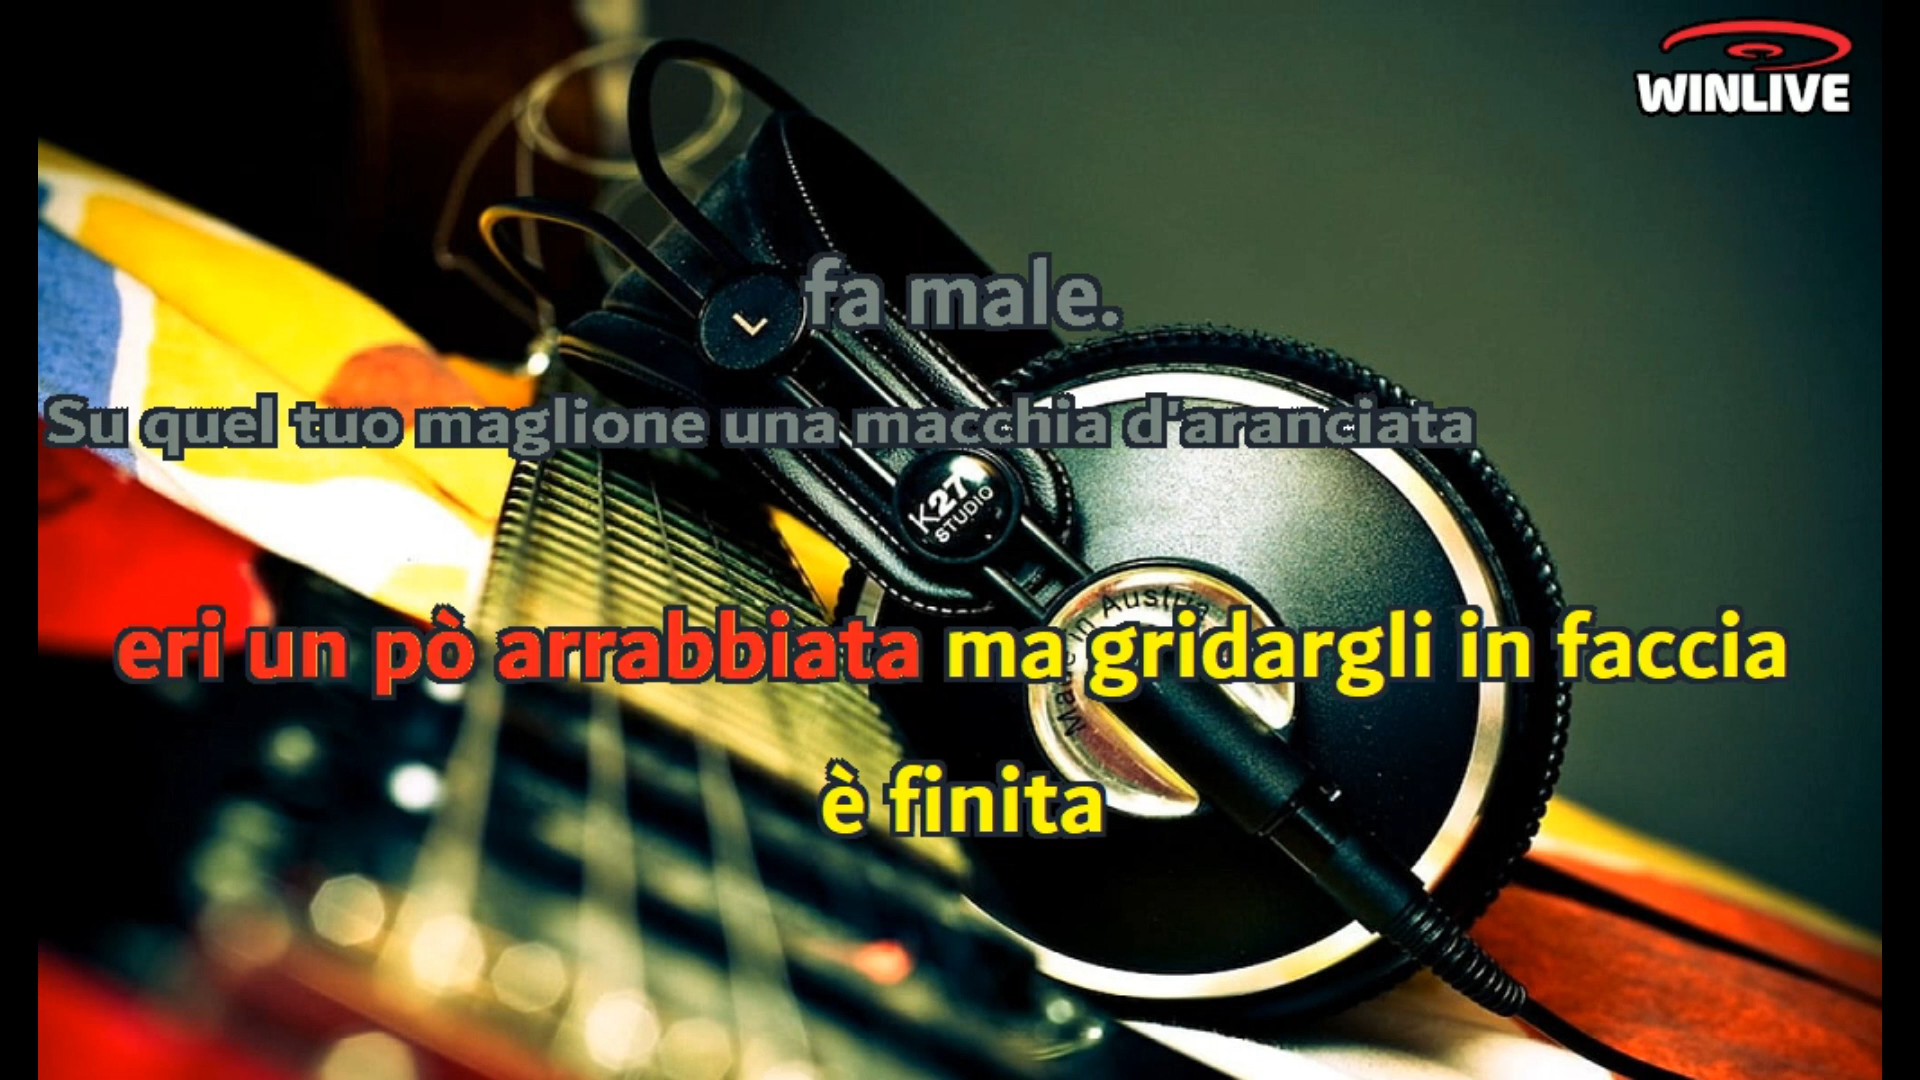 WINLIVE
fa male.
Su quel tuo maglione una macchia d'aranciata
K271
STUDIO
Made in Austria
eri un pò arrabbiata ma gridargli in faccia
è finita